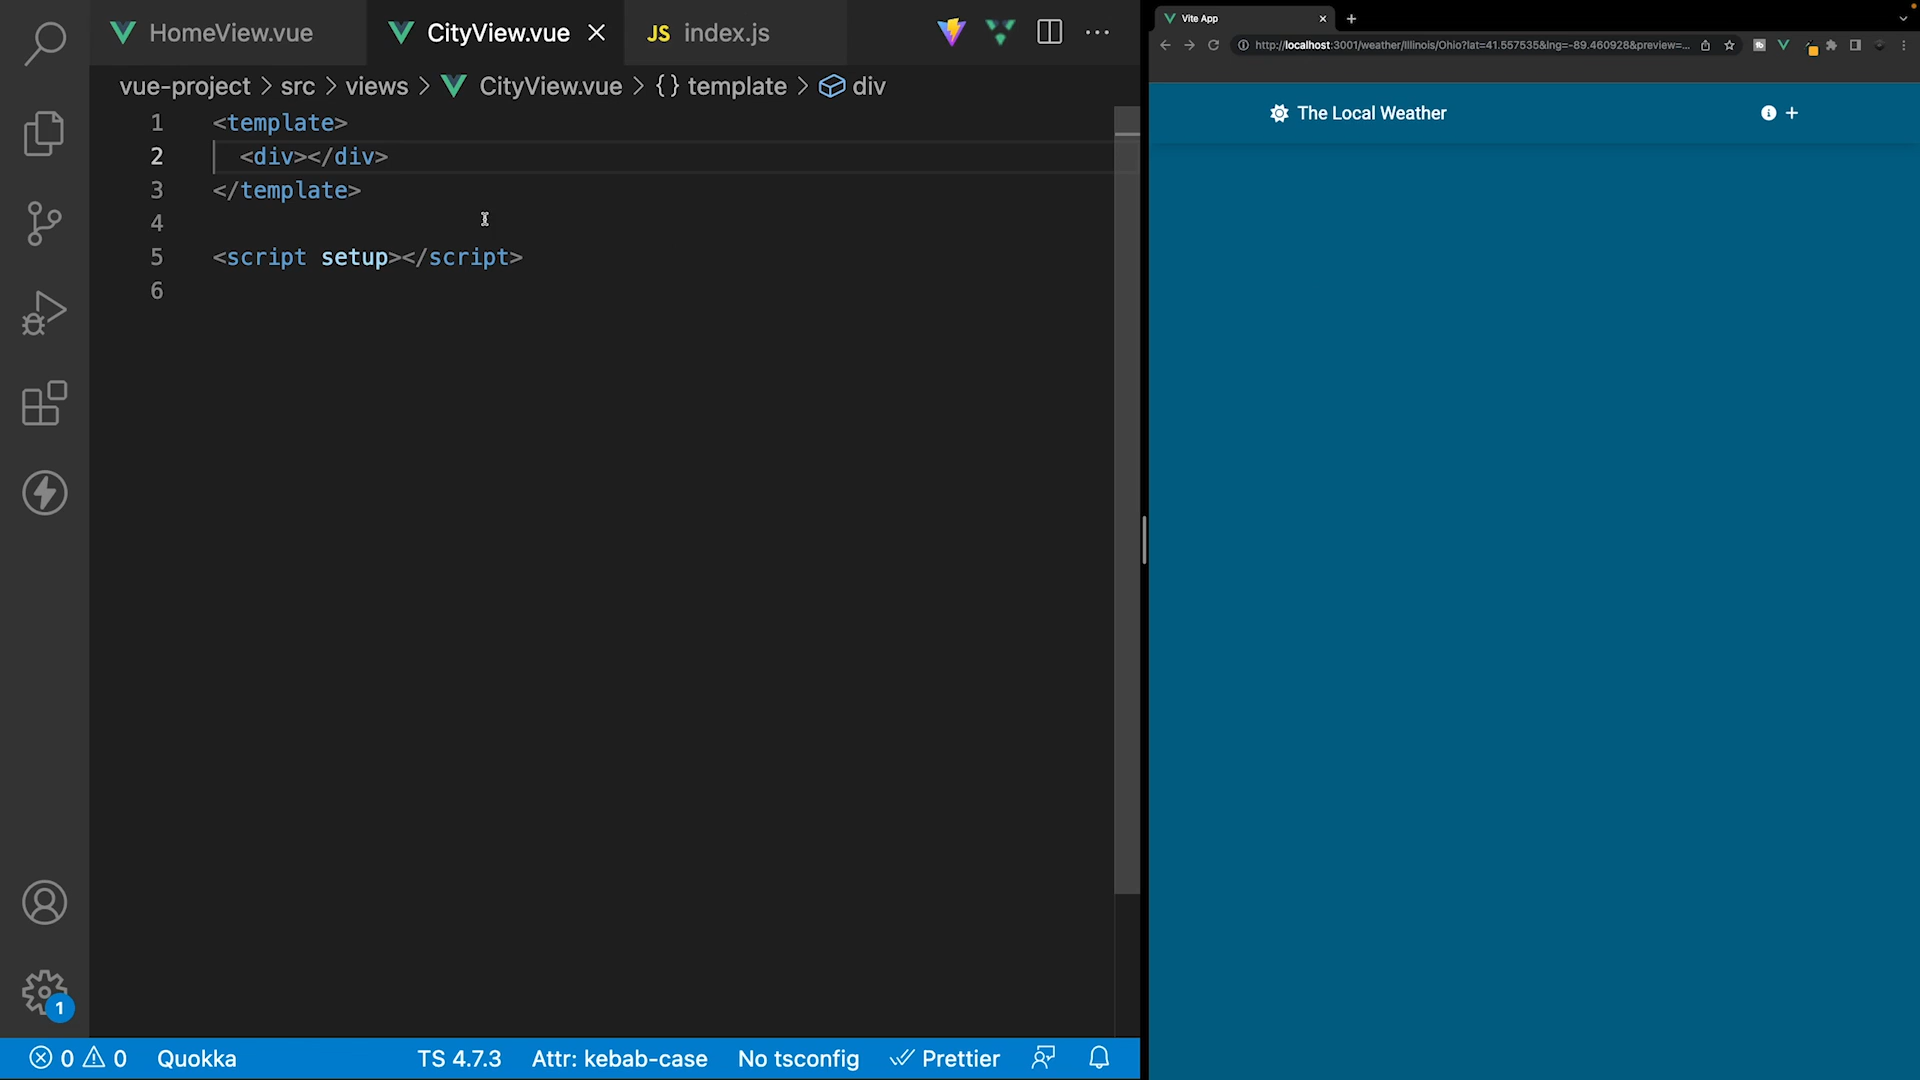 HomeView.vue
CityView.vue
JS index.js
vue-project > src > views > CityView.vue > {} template > div
1 <template>
2 <div></div>
3 </template>
4
5 <script setup></script>
6
1
0 0 Quokka TS 4.7.3 Attr: kebab-case No tsconfig Prettier
Vite App
http://localhost:3001/weather/Illinois/Ohio?lat=41.557535&lng=-89.460928&preview=...
The Local Weather